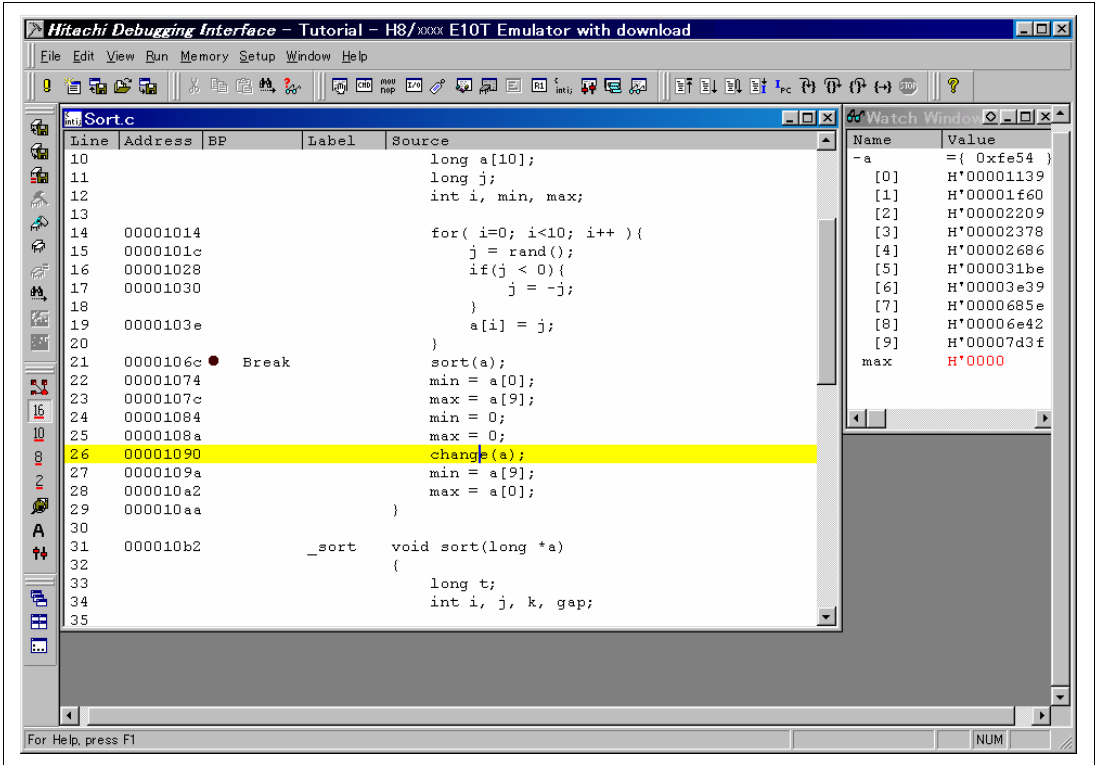 Hitachi Debugging Interface - Tutorial - H8/xxxx E10T Emulator with download
File Edit View Run Memory Setup Window Help
Sort.c
Line Address BP Label Source
10 long a[10];
11 long j;
12 int i, min, max;
13
14 00001014 for( i=0; i<10; i++ ){
15 0000101c j = rand();
16 00001028 if(j < 0){
17 00001030 j = -j;
18 }
19 0000103e a[i] = j;
20 }
21 0000106c Break sort(a);
22 00001074 min = a[0];
23 0000107c max = a[9];
24 00001084 min = 0;
25 0000108a max = 0;
26 00001090 change(a);
27 0000109a min = a[9];
28 000010a2 max = a[0];
29 000010aa }
30
31 000010b2 _sort void sort(long *a)
32 {
33 long t;
34 int i, j, k, gap;
35
Watch Window
Name Value
-a ={ 0xfe54 }
[0] H'00001139
[1] H'00001f60
[2] H'00002209
[3] H'00002378
[4] H'00002686
[5] H'000031be
[6] H'00003e39
[7] H'0000685e
[8] H'00006e42
[9] H'00007d3f
max H'0000
16
10
8
2
A
For Help, press F1
NUM